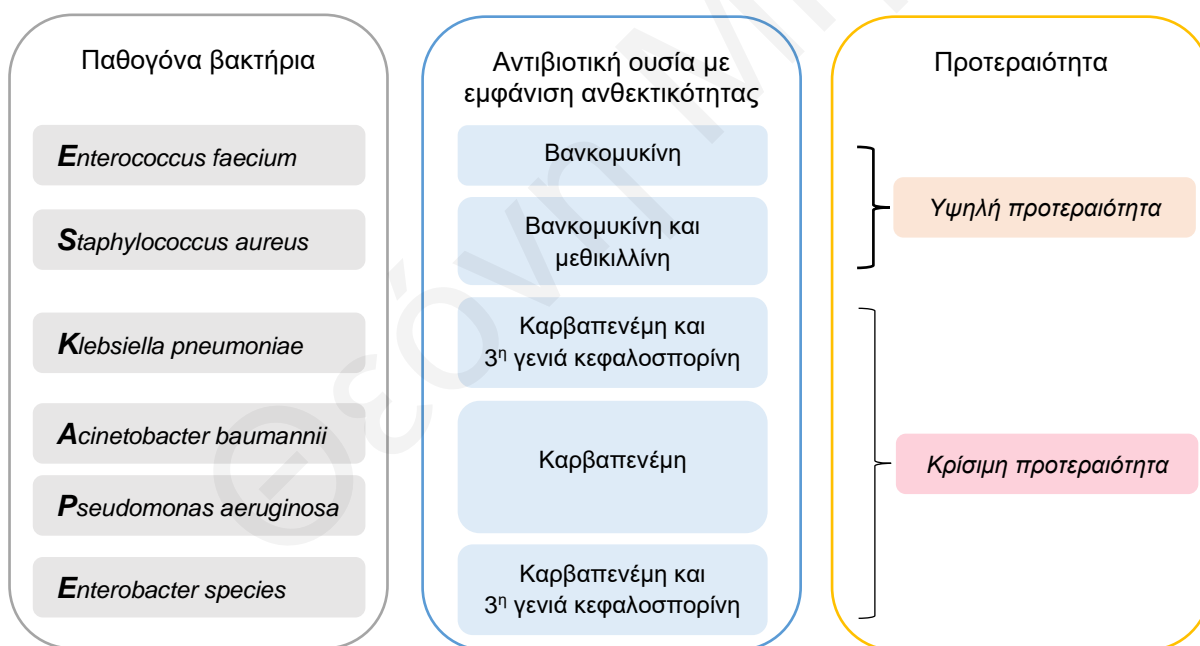 Παθογόνα βακτήρια
Enterococcus faecium
Staphylococcus aureus
Klebsiella pneumoniae
Acinetobacter baumannii
Pseudomonas aeruginosa
Enterobacter species
Αντιβιοτική ουσία με
εμφάνιση ανθεκτικότητας
Βανκομυκίνη
Βανκομυκίνη και
μεθικιλλίνη
Καρβαπενέμη και
3η γενιά κεφαλοσπορίνη
Καρβαπενέμη
Καρβαπενέμη και
3η γενιά κεφαλοσπορίνη
Προτεραιότητα
Υψηλή προτεραιότητα
Κρίσιμη προτεραιότητα
Θεόνη